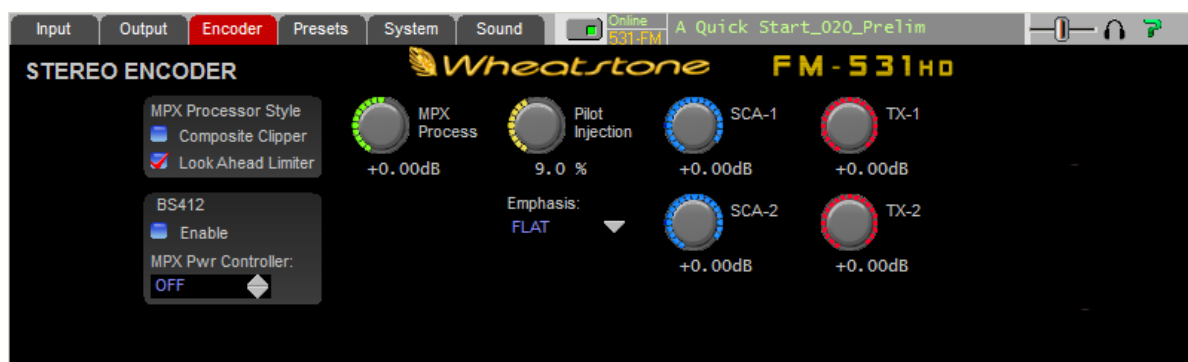 Input Output Encoder Presets System Sound Online A Quick Start_020_Prelim
531-FM
STEREO ENCODER Wheatstone FM-531HD
MPX Processor Style
Composite Clipper
Look Ahead Limiter
MPX Process
+0.00dB
Pilot Injection
9.0 %
SCA-1
+0.00dB
TX-1
+0.00dB
BS412
Enable
MPX Pwr Controller:
OFF
Emphasis:
FLAT
SCA-2
+0.00dB
TX-2
+0.00dB